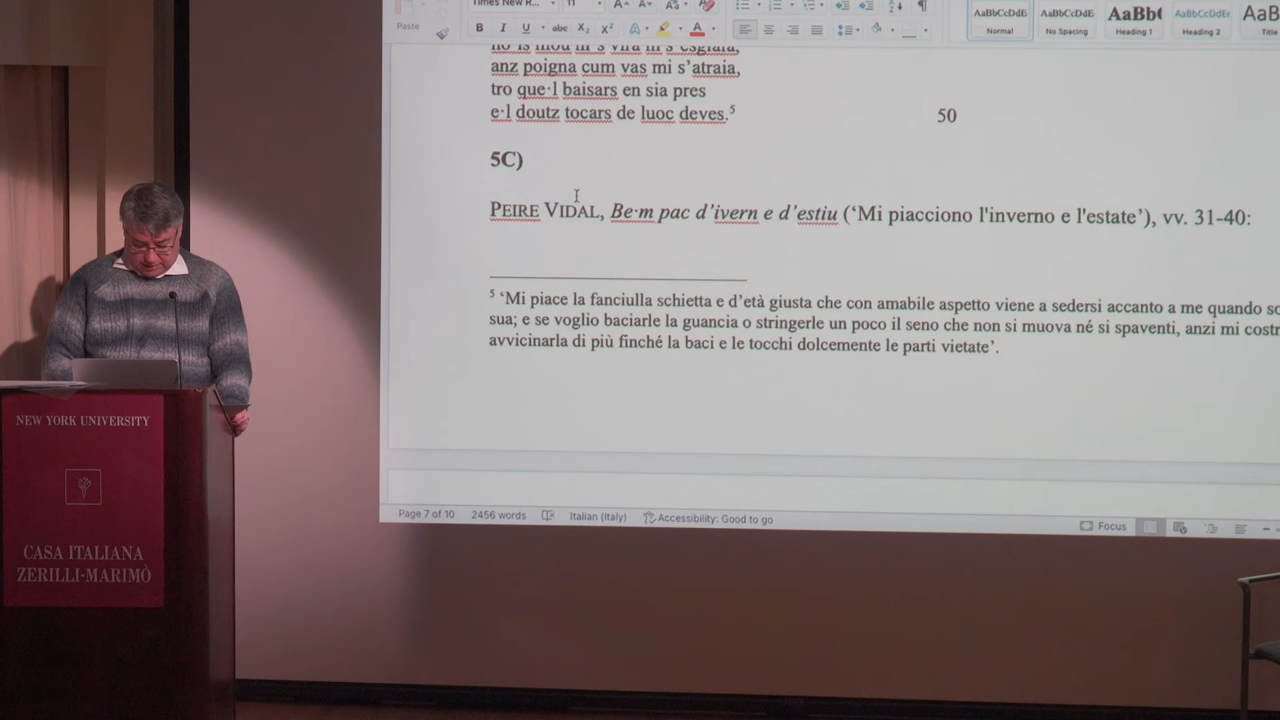 Paste
Times New R...
11
B I U abc X₂ X²
AaBbCcDdE
Normal
AaBbCcDdE
No Spacing
AaBb(
Heading 1
AaBbCcDdEe
Heading 2
AaB
Title
anz poigna cum vas mi s’atraia,
tro que·l baisars en sia pres
e·l doutz tocars de luoc deves.⁵
50
5C)
PEIRE VIDAL, Be·m pac d’ivern e d’estiu (‘Mi piacciono l'inverno e l'estate’), vv. 31-40:
⁵ ‘Mi piace la fanciulla schietta e d’età giusta che con amabile aspetto viene a sedersi accanto a me quando so
sua; e se voglio baciarle la guancia o stringerle un poco il seno che non si muova né si spaventi, anzi mi costr
avvicinarla di più finché la baci e le tocchi dolcemente le parti vietate’.
Page 7 of 10 2456 words Italian (Italy) Accessibility: Good to go
Focus
NEW YORK UNIVERSITY
CASA ITALIANA
ZERILLI-MARIMÒ